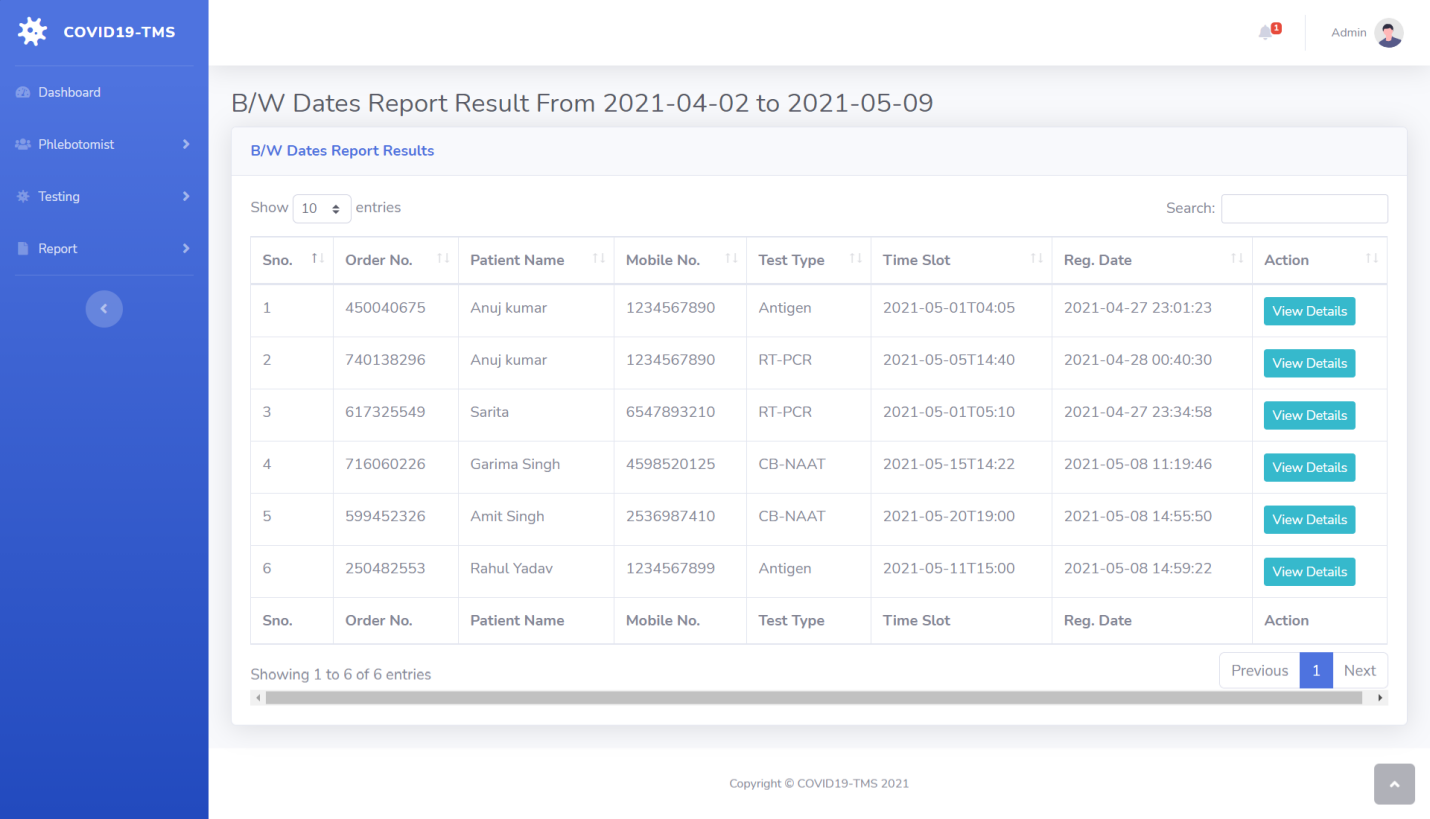 COVID19-TMS
1
Admin
Dashboard
Phlebotomist
Testing
Report
B/W Dates Report Result From 2021-04-02 to 2021-05-09
B/W Dates Report Results
Show 10 entries
Search:
Sno. Order No. Patient Name Mobile No. Test Type Time Slot Reg. Date Action
1 450040675 Anuj kumar 1234567890 Antigen 2021-05-01T04:05 2021-04-27 23:01:23 View Details
2 740138296 Anuj kumar 1234567890 RT-PCR 2021-05-05T14:40 2021-04-28 00:40:30 View Details
3 617325549 Sarita 6547893210 RT-PCR 2021-05-01T05:10 2021-04-27 23:34:58 View Details
4 716060226 Garima Singh 4598520125 CB-NAAT 2021-05-15T14:22 2021-05-08 11:19:46 View Details
5 599452326 Amit Singh 2536987410 CB-NAAT 2021-05-20T19:00 2021-05-08 14:55:50 View Details
6 250482553 Rahul Yadav 1234567899 Antigen 2021-05-11T15:00 2021-05-08 14:59:22 View Details
Sno. Order No. Patient Name Mobile No. Test Type Time Slot Reg. Date Action
Showing 1 to 6 of 6 entries
Previous 1 Next
Copyright © COVID19-TMS 2021